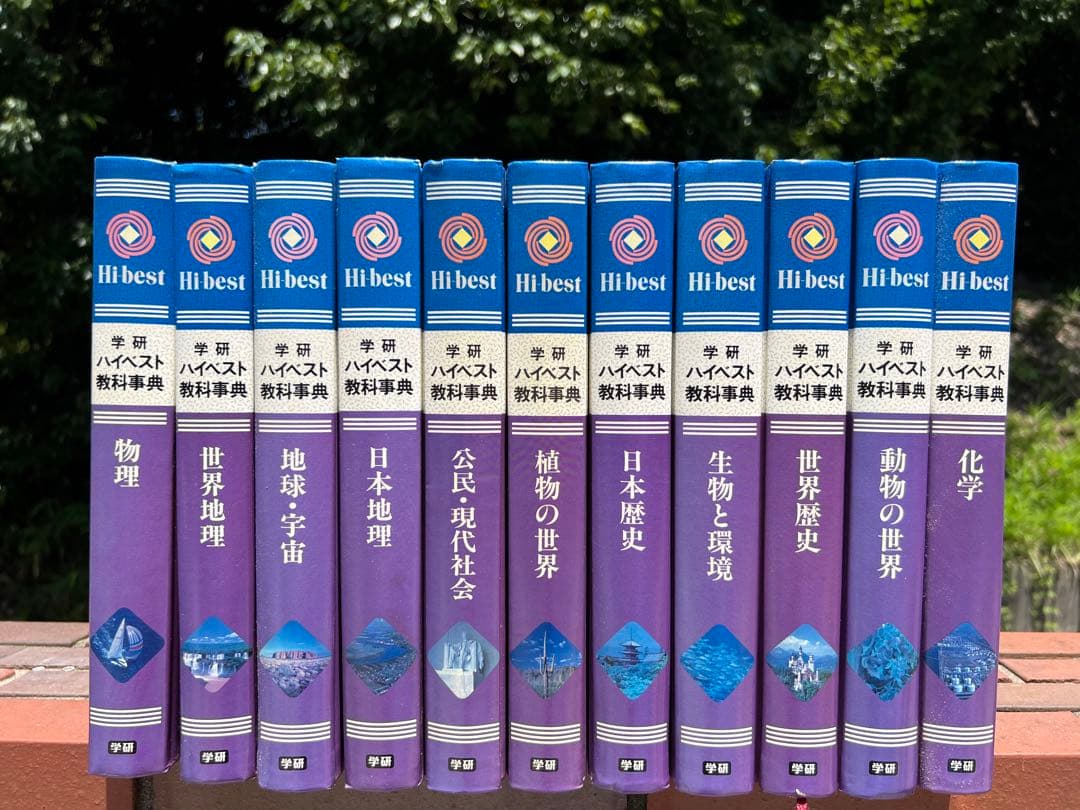 Hi-best
学研
ハイベスト
教科事典
物理
学研
Hi-best
学研
ハイベスト
教科事典
世界地理
学研
Hi-best
学研
ハイベスト
教科事典
地球・宇宙
学研
Hi-best
学研
ハイベスト
教科事典
日本地理
学研
Hi-best
学研
ハイベスト
教科事典
公民・現代社会
学研
Hi-best
学研
ハイベスト
教科事典
植物の世界
学研
Hi-best
学研
ハイベスト
教科事典
日本歴史
学研
Hi-best
学研
ハイベスト
教科事典
生物と環境
学研
Hi-best
学研
ハイベスト
教科事典
世界歴史
学研
Hi-best
学研
ハイベスト
教科事典
動物の世界
学研
Hi-best
学研
ハイベスト
教科事典
化学
学研